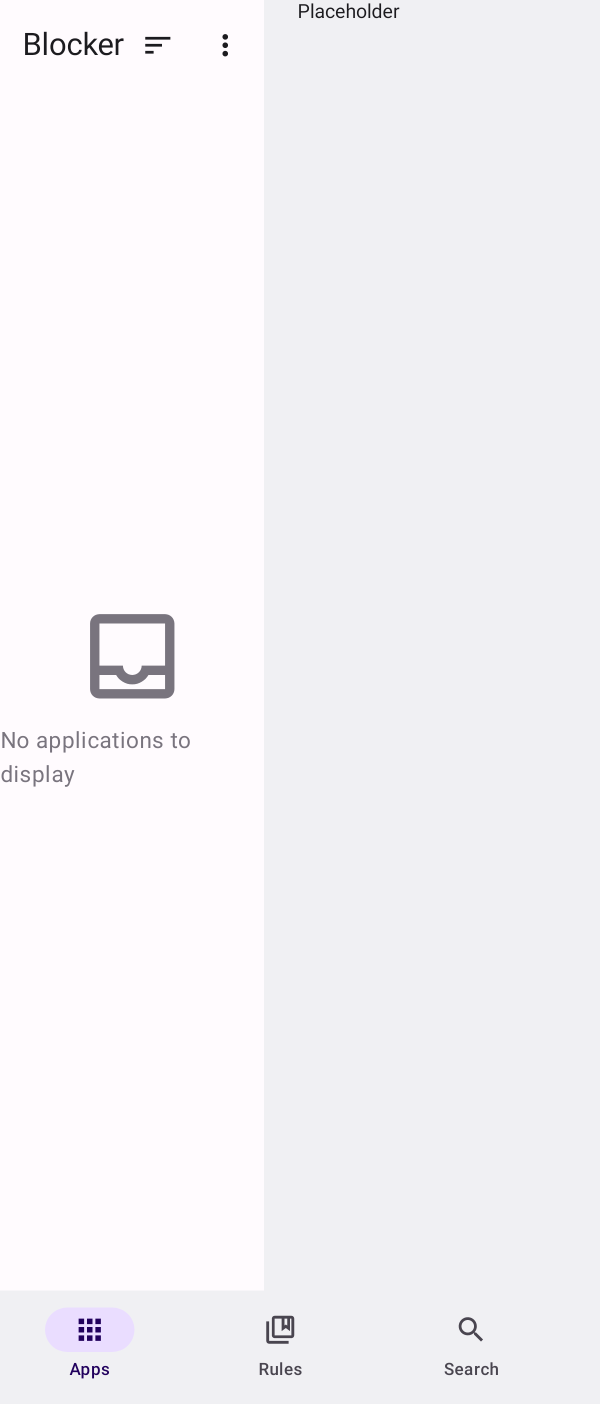 Blocker
Placeholder
No applications to
display
Apps
Rules
Search